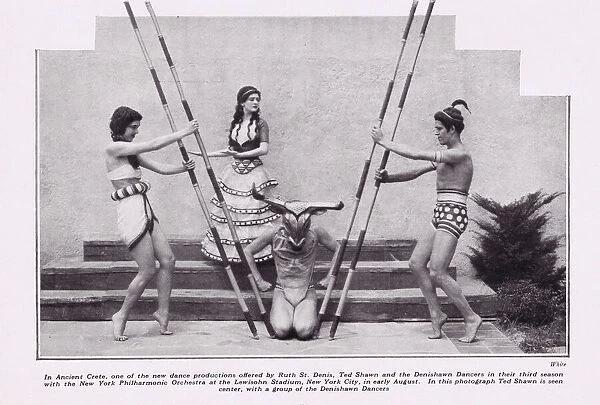 White
In Ancient Crete, one of the new dance productions offered by Ruth St. Denis, Ted Shawn and the Denishawn Dancers in their third season
with the New York Philharmonic Orchestra at the Lewisohn Stadium, New York City, in early August. In this photograph Ted Shawn is seen
center, with a group of the Denishawn Dancers